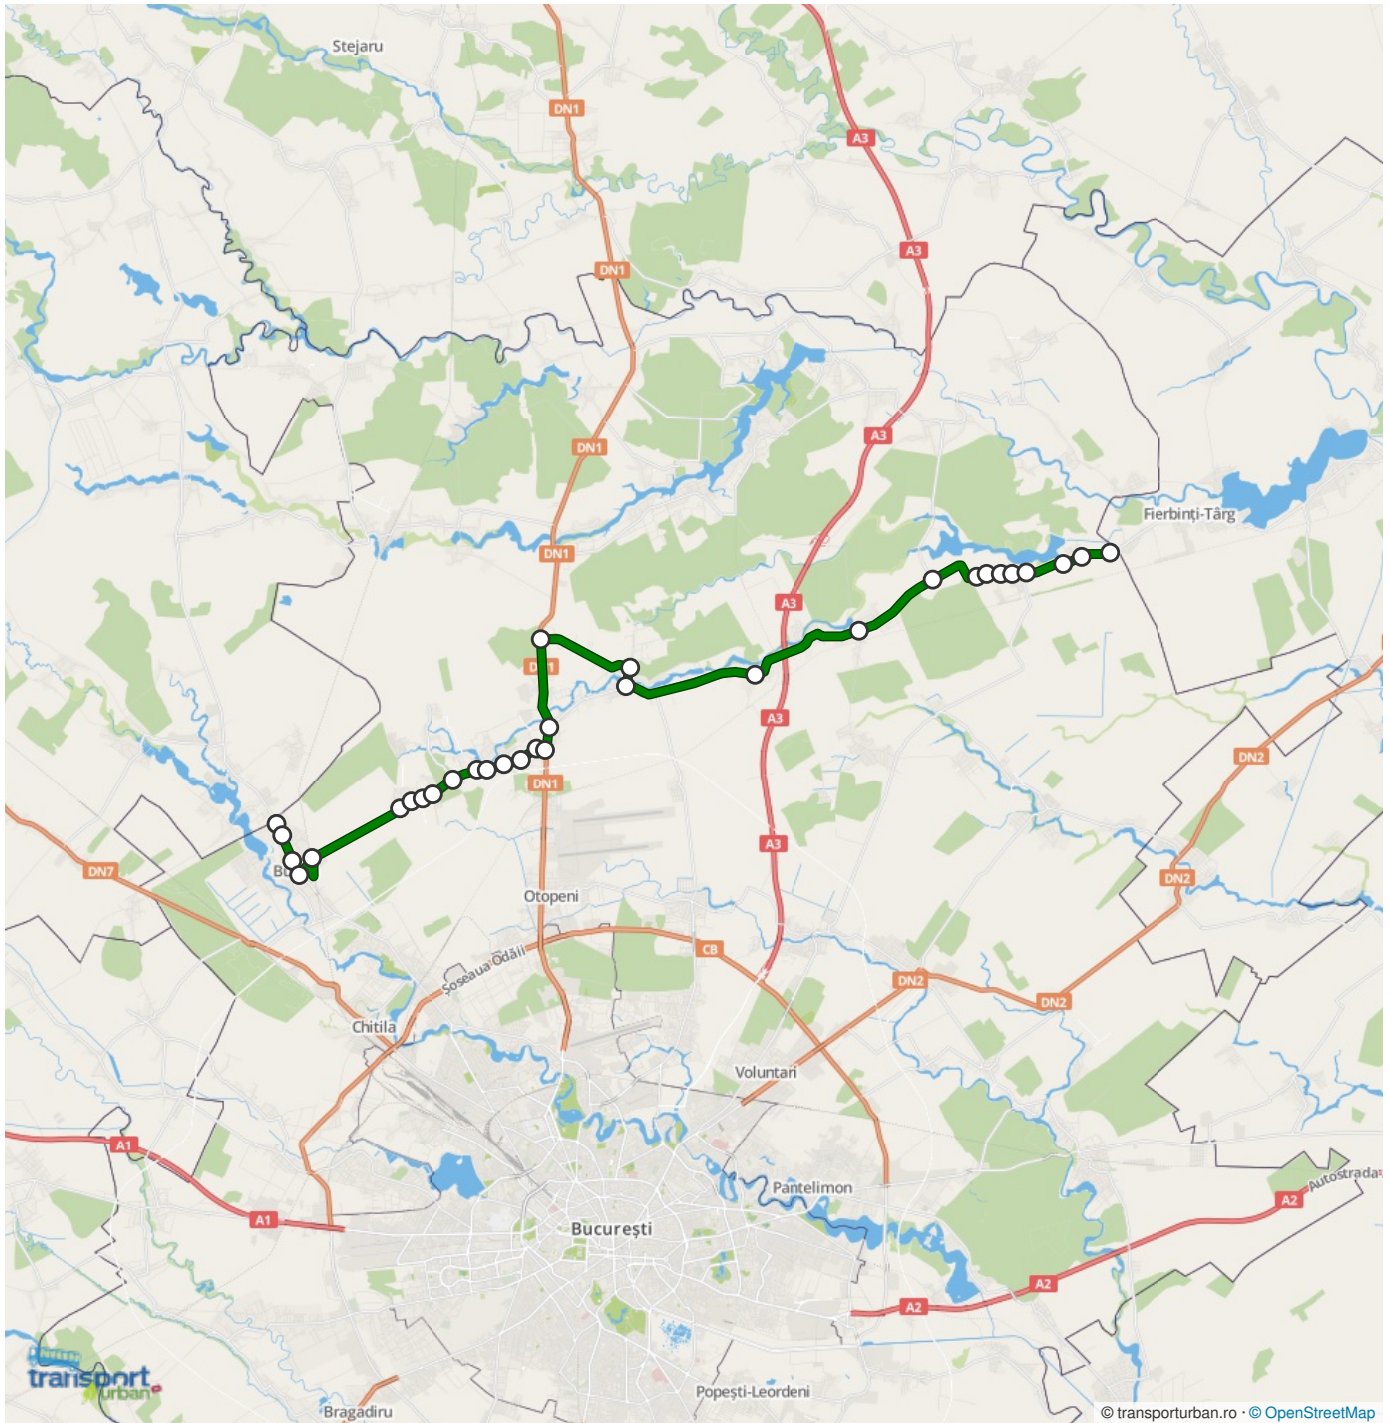 Stejaru
DN1
A3
DN1
A3
A3
DN1
Fierbinți-Târg
DN1
A3
DN1
A3
DN2
DN1
A3
DN7
DN2
Otopeni
CB
Șoseaua Odăii
DN2
DN2
Chitila
Voluntari
A1
Autostrada
Pantelimon
A2
A1
București
A2
A2
transport
urban
Popești-Leordeni
Bragadiru
© transporturban.ro · © OpenStreetMap